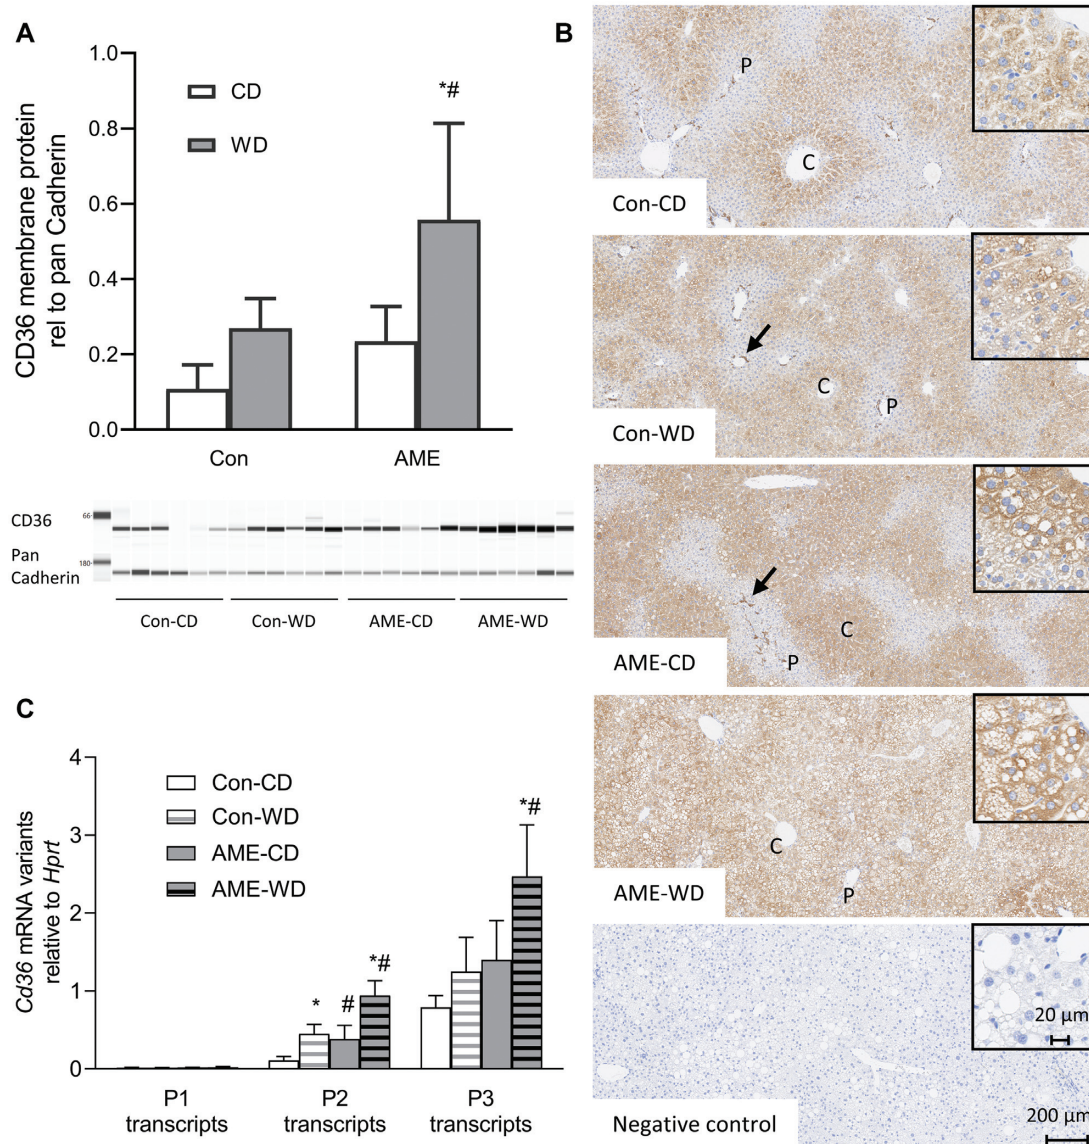 A
1.0
0.8
0.6
0.4
0.2
0.0
CD36 membrane protein
rel to pan Cadherin
CD
WD
*#
Con
AME
CD36
Pan
Cadherin
66-
180-
Con-CD
Con-WD
AME-CD
AME-WD
B
P
C
Con-CD
C
P
Con-WD
C
P
AME-CD
C
P
AME-WD
20 µm
Negative control
200 µm
C
4
3
2
1
0
Cd36 mRNA variants
relative to Hprt
Con-CD
Con-WD
AME-CD
AME-WD
*
#
*#
*#
P1
transcripts
P2
transcripts
P3
transcripts